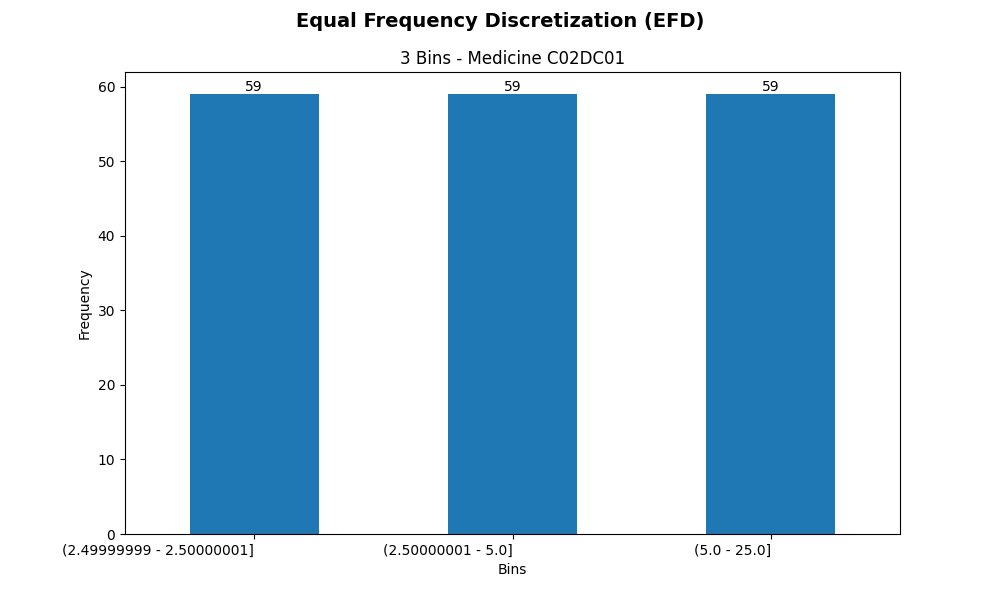 Equal Frequency Discretization (EFD)
3 Bins - Medicine C02DC01
59 59 59
60
50
40
30
20
10
0
Frequency
(2.49999999 - 2.50000001] (2.50000001 - 5.0] (5.0 - 25.0]
Bins